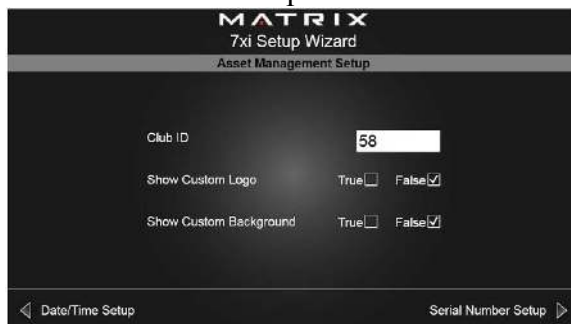 MATRIX
7xi Setup Wizard
Asset Management Setup
Club ID 58
Show Custom Logo True False
Show Custom Background True False
Date/Time Setup Serial Number Setup